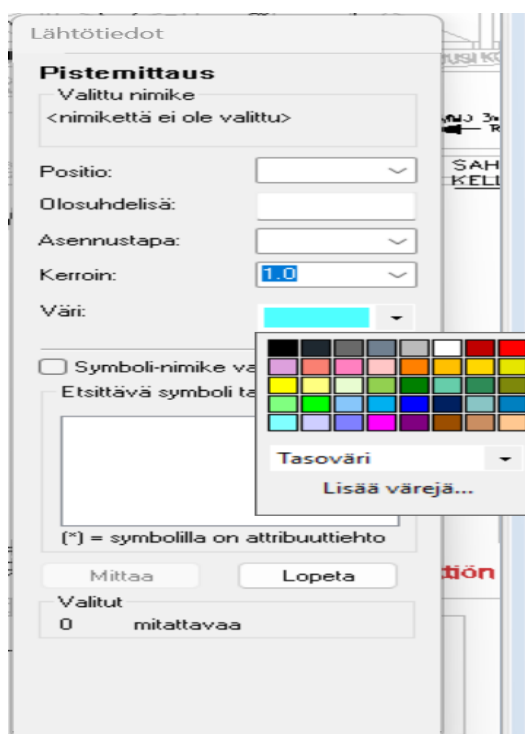 Lähtötiedot
Pistemittaus
Valittu nimike
<nimikettä ei ole valittu>
Positio:
Olosuhdelisä:
Asennustapa:
Kerroin: 1.0
Väri:
Symboli-nimike va
Etsittävä symboli ta
Tasoväri
Lisää värejä...
(*) = symbolilla on attribuuttiehto
Mittaa Lopeta
Valitut
0 mitattavaa
SAH
KELL
tiön